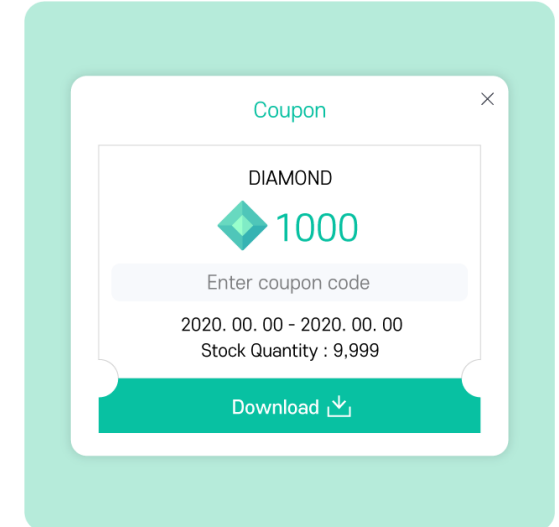 Coupon
DIAMOND
1000
Enter coupon code
2020. 00. 00 - 2020. 00. 00
Stock Quantity : 9,999
Download